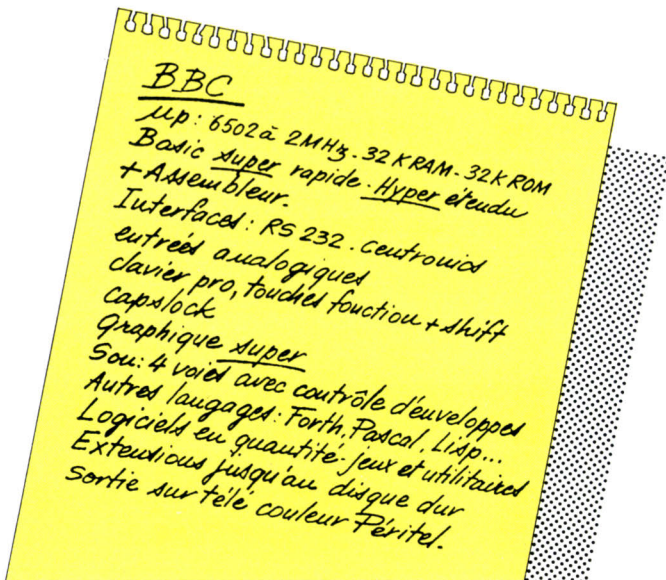 BBC
µp: 6502 à 2MHz. 32K RAM. 32K ROM
Basic super rapide. Hyper étendu
+ Assembleur.
Interfaces: RS 232. Centronics
entrées analogiques
clavier pro, touches fonction + shift
capslock
Graphique super
Son: 4 voies avec contrôle d'enveloppes
Autres langages: Forth, Pascal, Lisp...
Logiciels en quantité. jeux et utilitaires
Extensions jusqu'au disque dur
Sortie sur télé couleur Péritel.